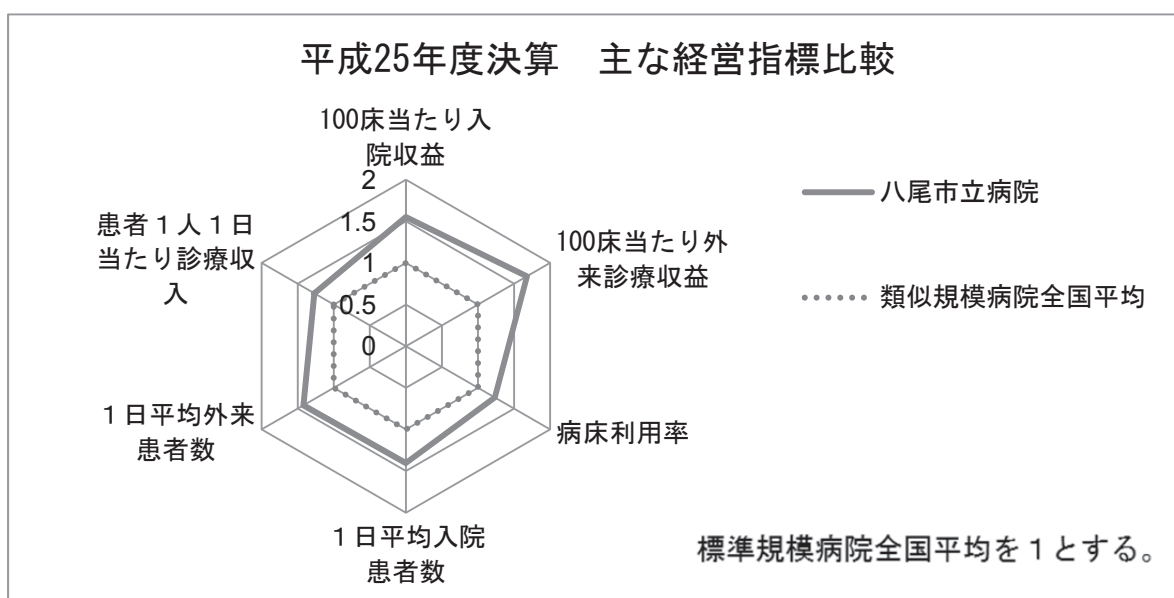 平成25年度決算　主な経営指標比較
100床当たり入
院収益
2
1.5
1
0.5
0
100床当たり外
来診療収益
病床利用率
１日平均入院
患者数
１日平均外来
患者数
患者１人１日
当たり診療収
入
八尾市立病院
類似規模病院全国平均
標準規模病院全国平均を１とする。